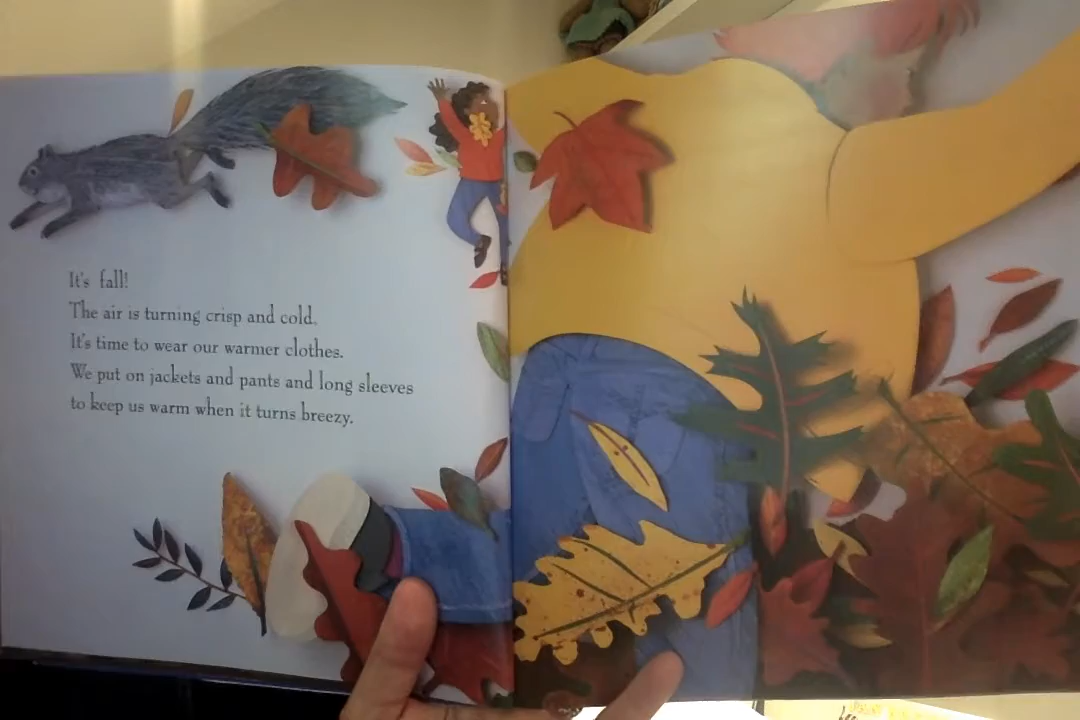 It's fall!
The air is turning crisp and cold.
It's time to wear our warmer clothes.
We put on jackets and pants and long sleeves
to keep us warm when it turns breezy.